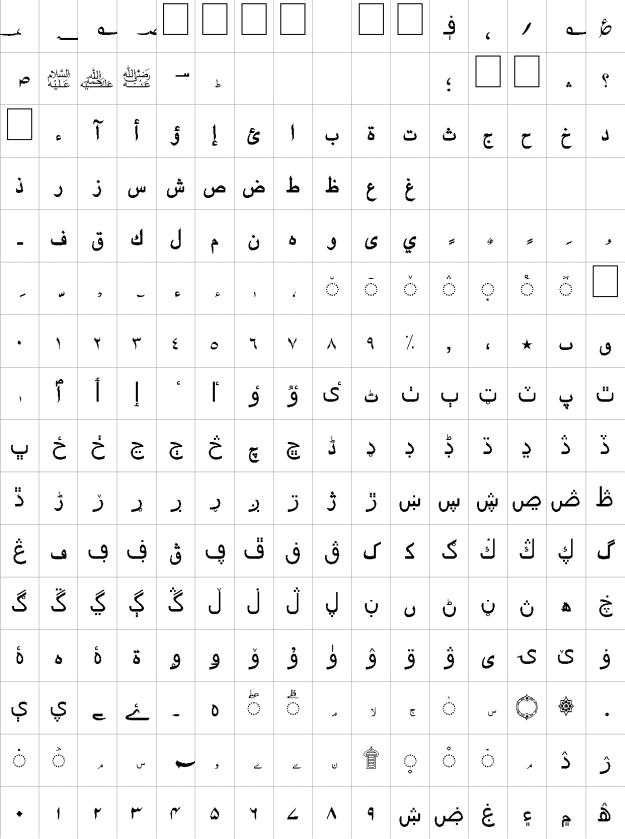 ؀ ؁ ؂ ؃ ؋ ، ؍ ؎ ؏
ؐ ؑ ؒ ؓ ؔ ؕ ؛ ؞ ؟
ء آ أ ؤ إ ئ ا ب ة ت ث ج ح خ د
ذ ر ز س ش ص ض ط ظ ع غ
ـ ف ق ك ل م ن ه و ى ي ً ٌ ٍ َ ُ
ِ ّ ْ ٓ ٔ ٕ ٖ ٗ ٘ ٙ ٚ ٛ ٜ ٝ ٞ
٠ ١ ٢ ٣ ٤ ٥ ٦ ٧ ٨ ٩ ٪ ٫ ٬ ٭ ٮ ٯ
ٰ ٱ ٲ ٳ ٴ ٵ ٶ ٷ ٸ ٹ ٺ ٻ ټ ٽ پ ٿ
ڀ ځ ڂ ڃ ڄ څ چ ڇ ڈ ډ ڊ ڋ ڌ ڍ ڎ ڏ
ڐ ڑ ڒ ړ ڔ ڕ ږ ڗ ژ ڙ ښ ڛ ڜ ڝ ڞ ڟ
ڠ ڡ ڢ ڣ ڤ ڥ ڦ ڧ ڨ ک ڪ ګ ڬ ڭ ڮ گ
ڰ ڱ ڲ ڳ ڴ ڵ ڶ ڷ ڸ ڹ ں ڻ ڼ ڽ ھ ڿ
ۀ ہ ۂ ۃ ۄ ۅ ۆ ۇ ۈ ۉ ۊ ۋ ی ۍ ێ ۏ
ې ۑ ے ۓ ۔ ە ۖ ۗ ۘ ۙ ۚ ۛ ۜ ۝ ۞ ۟
۠ ۡ ۢ ۣ ۤ ۥ ۦ ۧ ۨ ۩ ۪ ۫ ۬ ۭ ۮ ۯ
۰ ۱ ۲ ۳ ۴ ۵ ۶ ۷ ۸ ۹ ۺ ۻ ۼ ۽ ۾ ۿ